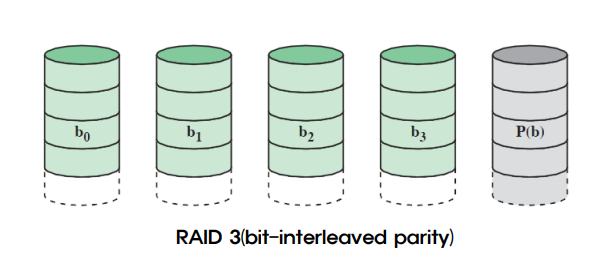 b0 b1 b2 b3 P(b)
RAID 3(bit-interleaved parity)